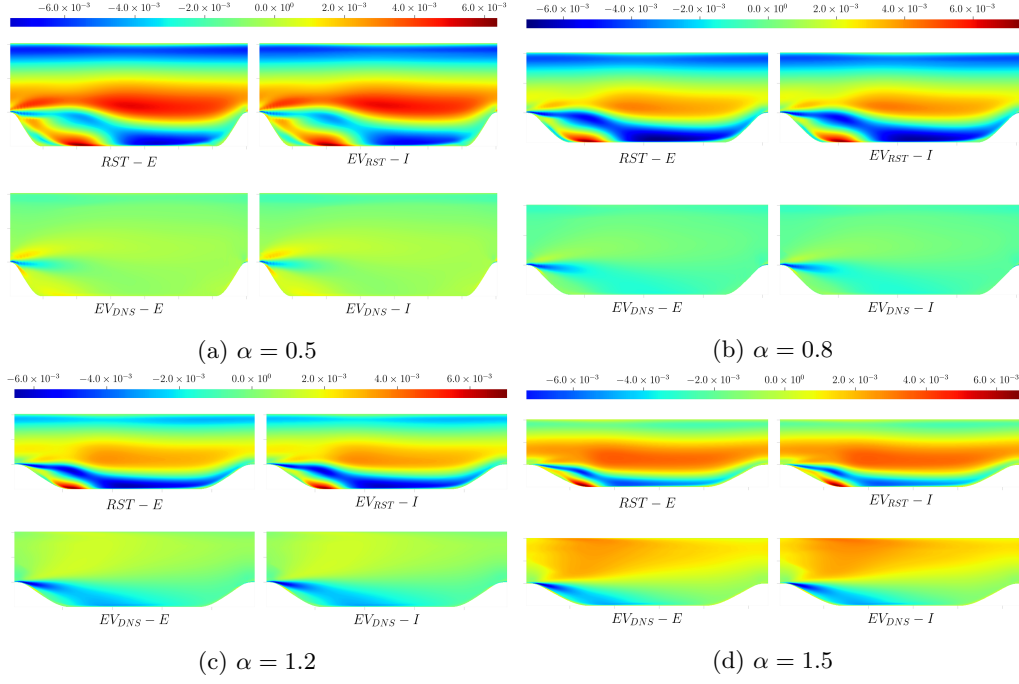 −6.0 × 10⁻³ −4.0 × 10⁻³ −2.0 × 10⁻³ 0.0 × 10⁰ 2.0 × 10⁻³ 4.0 × 10⁻³ 6.0 × 10⁻³
RST − E EV_RST − I
EV_DNS − E EV_DNS − I
(a) α = 0.5
−6.0 × 10⁻³ −4.0 × 10⁻³ −2.0 × 10⁻³ 0.0 × 10⁰ 2.0 × 10⁻³ 4.0 × 10⁻³ 6.0 × 10⁻³
RST − E EV_RST − I
EV_DNS − E EV_DNS − I
(b) α = 0.8
−6.0 × 10⁻³ −4.0 × 10⁻³ −2.0 × 10⁻³ 0.0 × 10⁰ 2.0 × 10⁻³ 4.0 × 10⁻³ 6.0 × 10⁻³
RST − E EV_RST − I
EV_DNS − E EV_DNS − I
(c) α = 1.2
−6.0 × 10⁻³ −4.0 × 10⁻³ −2.0 × 10⁻³ 0.0 × 10⁰ 2.0 × 10⁻³ 4.0 × 10⁻³ 6.0 × 10⁻³
RST − E EV_RST − I
EV_DNS − E EV_DNS − I
(d) α = 1.5